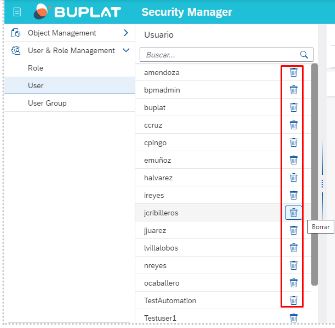 BUPLAT Security Manager
Object Management
User & Role Management
Role
User
User Group
Usuario
Buscar...
amendoza
bpmadmin
buplat
ccruz
cpingo
emuñoz
halvarez
ireyes
jcribilleros
jjuarez
lvillalobos
nreyes
ocaballero
TestAutomation
Testuser1
Borrar